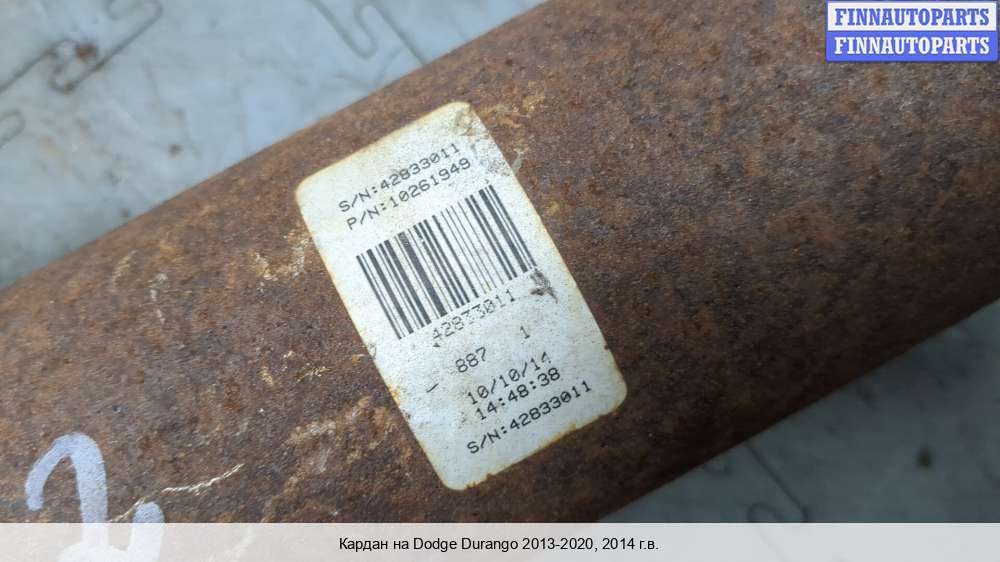 FINNAUTOPARTS
FINNAUTOPARTS
S/N:42833011
P/N:10261949
42833011
887 1
10/10/14
14:48:38
S/N:42833011
2
Кардан на Dodge Durango 2013-2020, 2014 г.в.